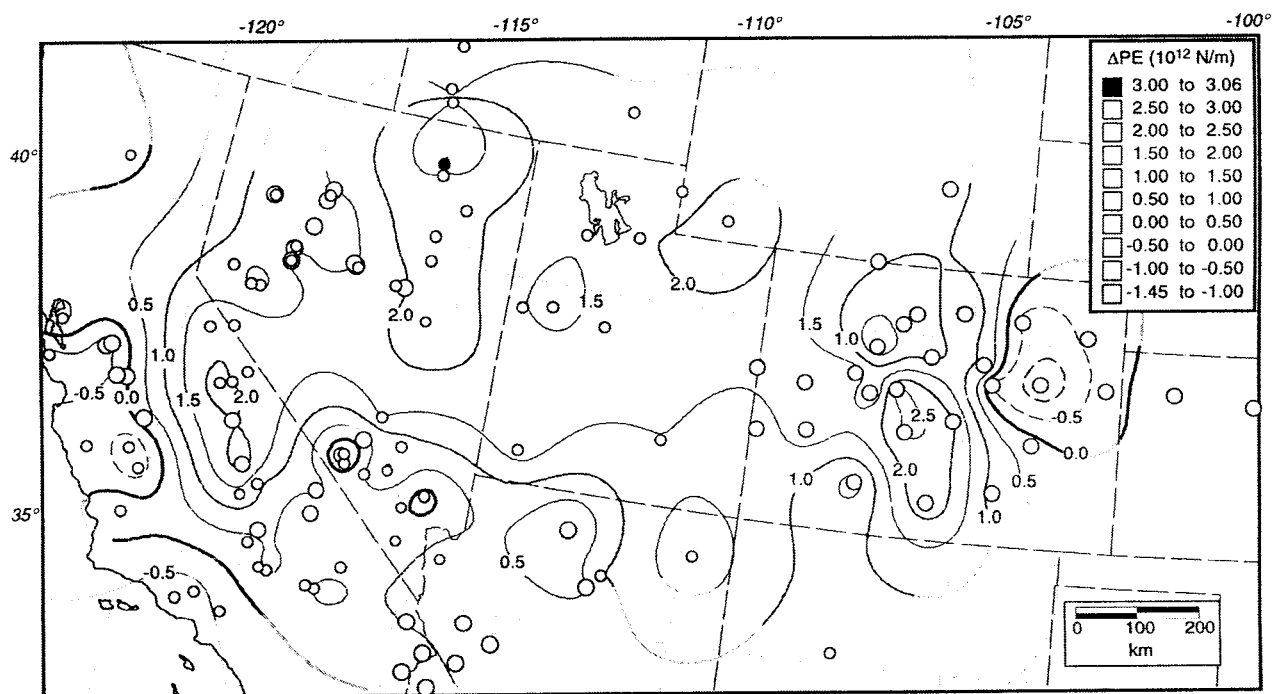 -120° -115° -110° -105° -100°
40°
35°
ΔPE (10¹² N/m)
3.00 to 3.06
2.50 to 3.00
2.00 to 2.50
1.50 to 2.00
1.00 to 1.50
0.50 to 1.00
0.00 to 0.50
-0.50 to 0.00
-1.00 to -0.50
-1.45 to -1.00
0.5
1.0
1.5
2.0
-0.5
0.0
2.0
1.5
2.0
1.5
1.0
2.5
2.0
1.0
0.5
1.0
-0.5
0.0
0.5
-0.5
0 100 200
km